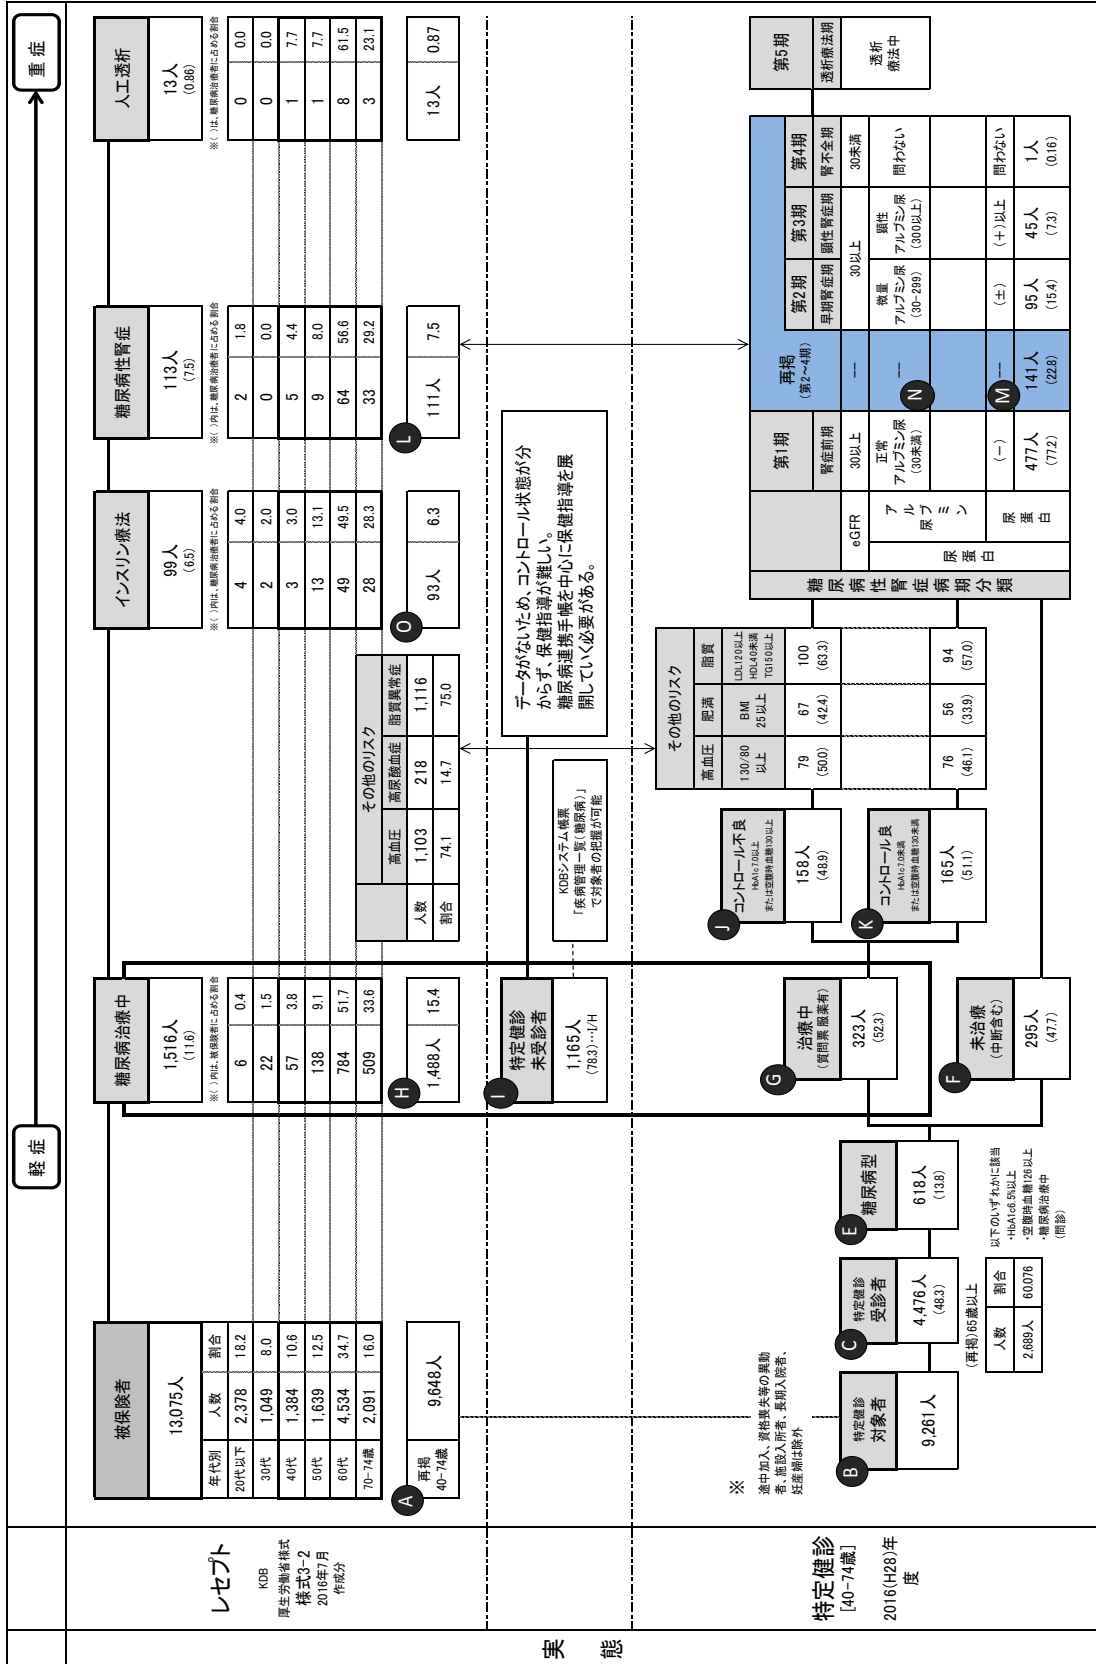 軽症
重症
実態
レセプト
KDB
厚生労働省様式
様式3-2
2016年7月
作成分
被保険者
13,075人
年代別 人数 割合
20代以下 2,378 18.2
30代 1,049 8.0
40代 1,384 10.6
50代 1,639 12.5
60代 4,534 34.7
70-74歳 2,091 16.0
A
再掲
40-74歳
9,648人
糖尿病治療中
1,516人
(11.6)
※( )内は、被保険者に占める割合
6 0.4
22 1.5
57 3.8
138 9.1
784 51.7
509 33.6
H
1,488人 15.4
その他のリスク
高血圧 高尿酸血症 脂質異常症
人数 1,103 218 1,116
割合 74.1 14.7 75.0
インスリン療法
99人
(6.5)
※( )内は、糖尿病治療者に占める割合
4 4.0
2 2.0
3 3.0
13 13.1
49 49.5
28 28.3
O
93人 6.3
糖尿病性腎症
113人
(7.5)
※( )内は、糖尿病治療者に占める割合
2 1.8
0 0.0
5 4.4
9 8.0
64 56.6
33 29.2
L
111人 7.5
人工透析
13人
(0.86)
※( )は、糖尿病治療者に占める割合
0 0.0
0 0.0
1 7.7
1 7.7
8 61.5
3 23.1
13人 0.87
I
特定健診
未受診者
1,165人
(78.3)…I/H
KDBシステム帳票
「疾病管理一覧(糖尿病)」
で対象者の把握が可能
データがないため、コントロール状態が分
からず、保健指導が難しい。
糖尿病連携手帳を中心に保健指導を展
開していく必要がある。
特定健診
[40-74歳]
2016(H28)年
度
※
途中加入、資格喪失等の異動
者、施設入所者、長期入院者、
妊産婦は除外
B
特定健診
対象者
9,261人
C
特定健診
受診者
4,476人
(48.3)
(再掲)65歳以上
人数 割合
2,689人 60.076
E
糖尿病型
618人
(13.8)
以下のいずれかに該当
・HbA1c6.5%以上
・空腹時血糖126以上
・糖尿病治療中
(問診)
G
治療中
(質問票 服薬有)
323人
(52.3)
F
未治療
(中断含む)
295人
(47.7)
J
コントロール不良
HbA1c7.0以上
または空腹時血糖130以上
158人
(48.9)
K
コントロール良
HbA1c7.0未満
または空腹時血糖130未満
165人
(51.1)
その他のリスク
高血圧 肥満 脂質
130/80
以上
BMI
25以上
LDL120以上
HDL40未満
TG150以上
79 67 100
(50.0) (42.4) (63.3)
76 56 94
(46.1) (33.9) (57.0)
糖尿病性腎症病期分類
第1期 再掲 第2期 第3期 第4期 第5期
(第2～4期)
腎症前期 早期腎症期 顕性腎症期 腎不全期 透析療法期
eGFR 30以上 -- 30以上 30未満
透析
療法中
尿蛋白
尿アルブミン
正常
アルブミン尿
(30未満)
--
微量
アルブミン尿
(30-299)
顕性
アルブミン尿
(300以上)
問わない
N
尿蛋白
(－) -- (±) (+)以上 問わない
M
477人 141人 95人 45人 1人
(77.2) (22.8) (15.4) (7.3) (0.16)